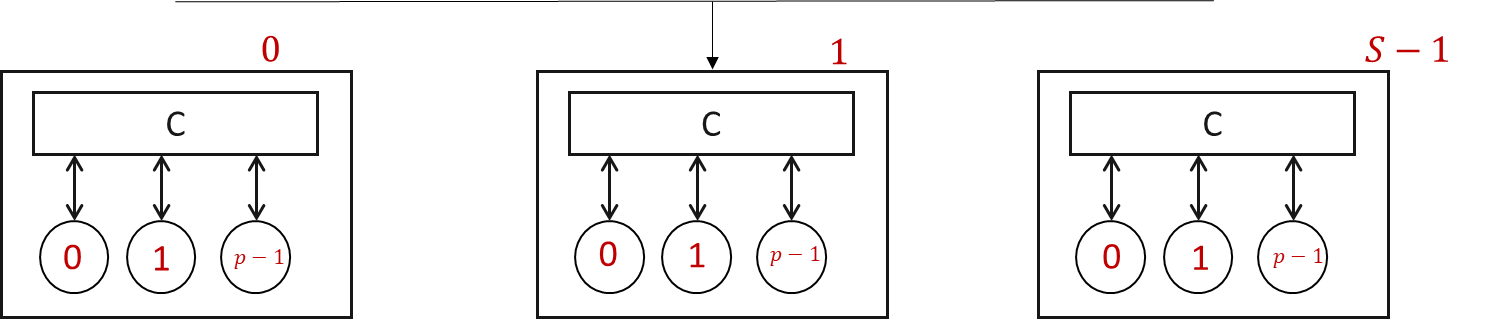 0 1 S − 1
C C C
0 1 p − 1 0 1 p − 1 0 1 p − 1